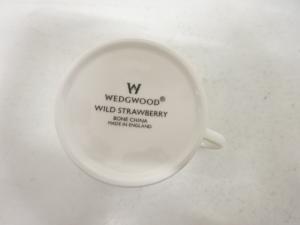 W
WEDGWOOD®
WILD STRAWBERRY
BONE CHINA
MADE IN ENGLAND